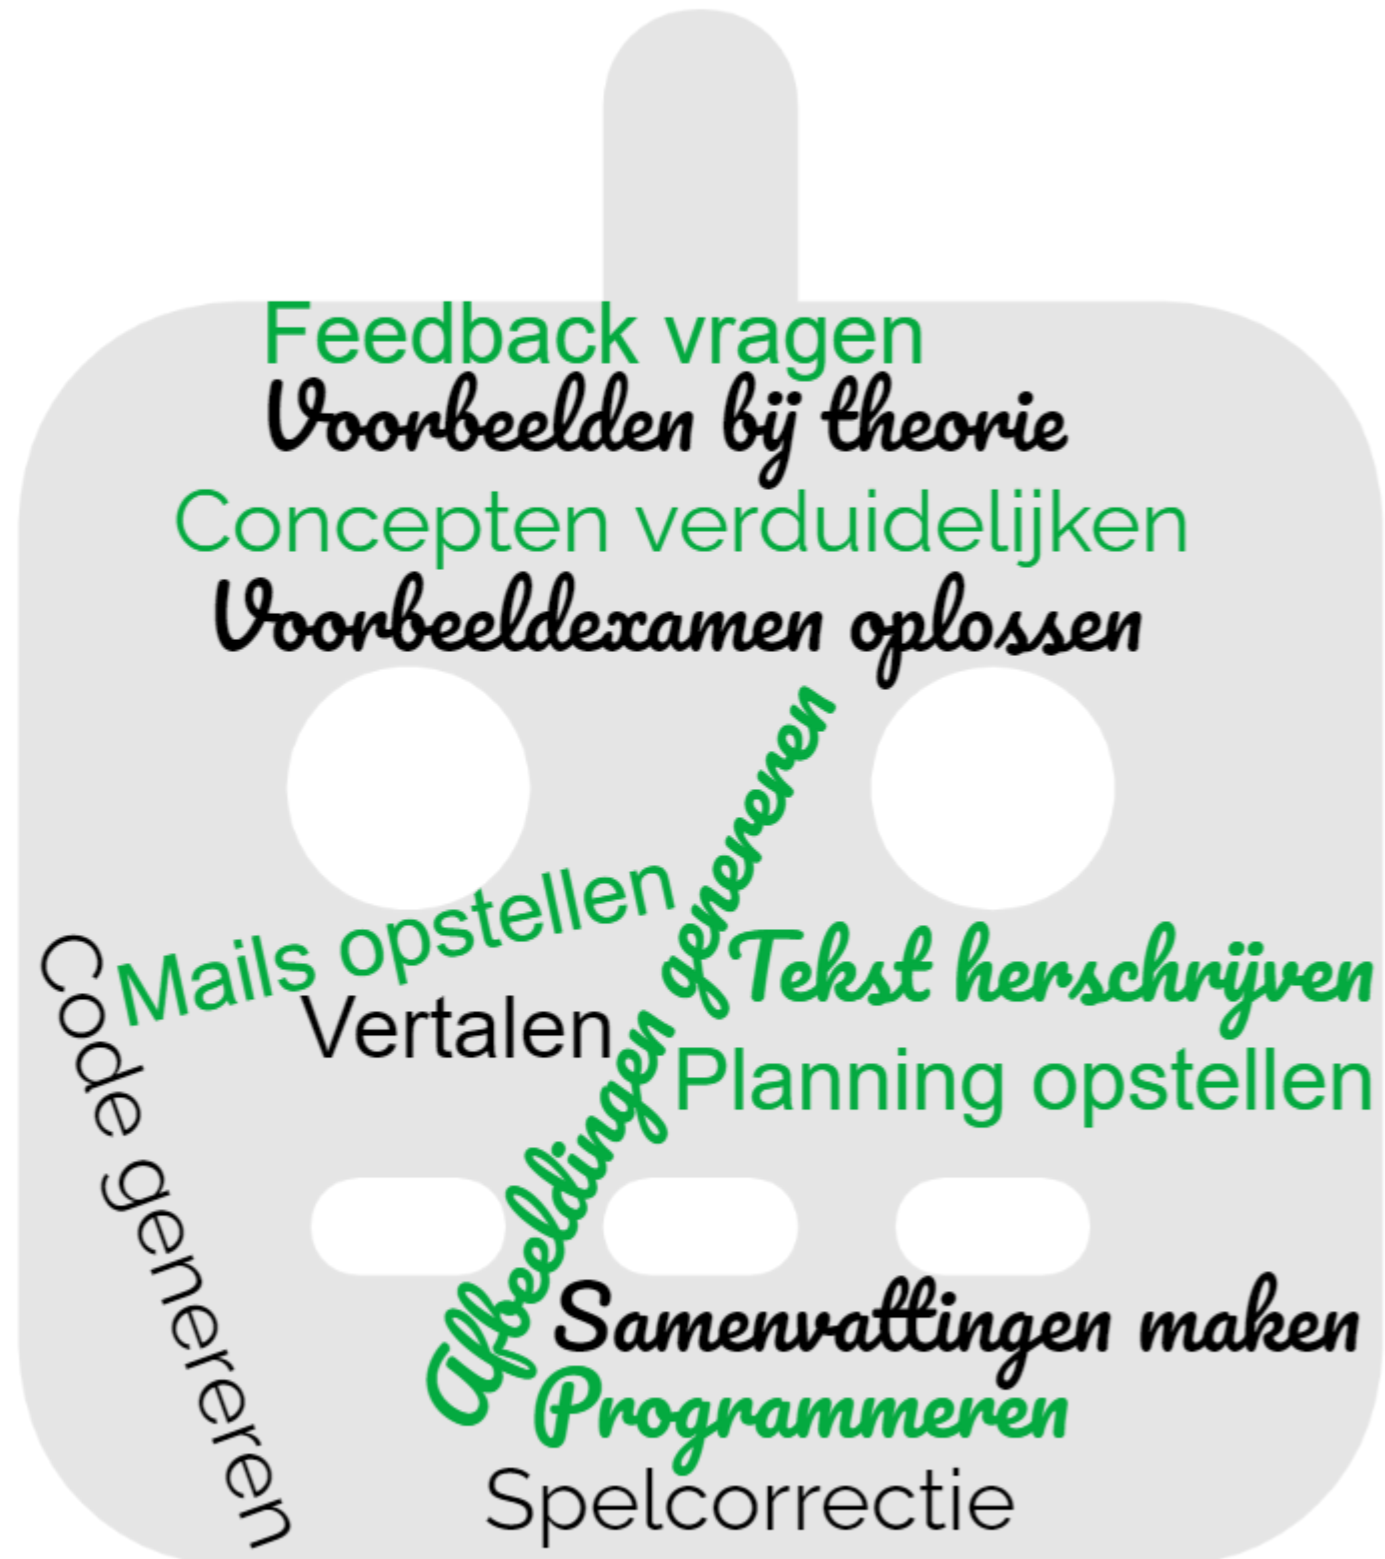 Feedback vragen
Voorbeelden bij theorie
Concepten verduidelijken
Voorbeeldexamen oplossen
Afbeeldingen genereren
Mails opstellen
Tekst herschrijven
Code genereren
Vertalen
Planning opstellen
Samenvattingen maken
Programmeren
Spelcorrectie